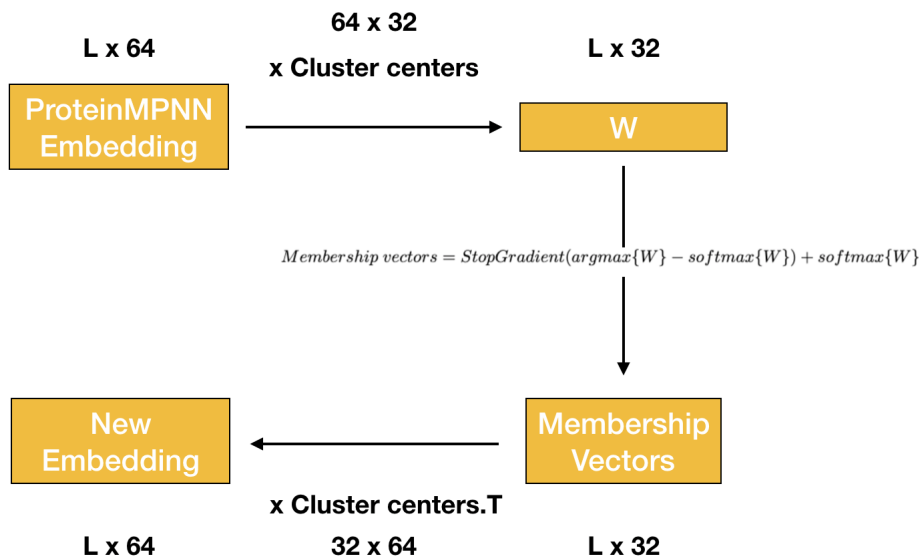 L x 64
64 x 32
x Cluster centers
L x 32
ProteinMPNN
Embedding
W
Membership vectors = StopGradient(argmax{W} − softmax{W}) + softmax{W}
New
Embedding
Membership
Vectors
x Cluster centers.T
L x 64
32 x 64
L x 32